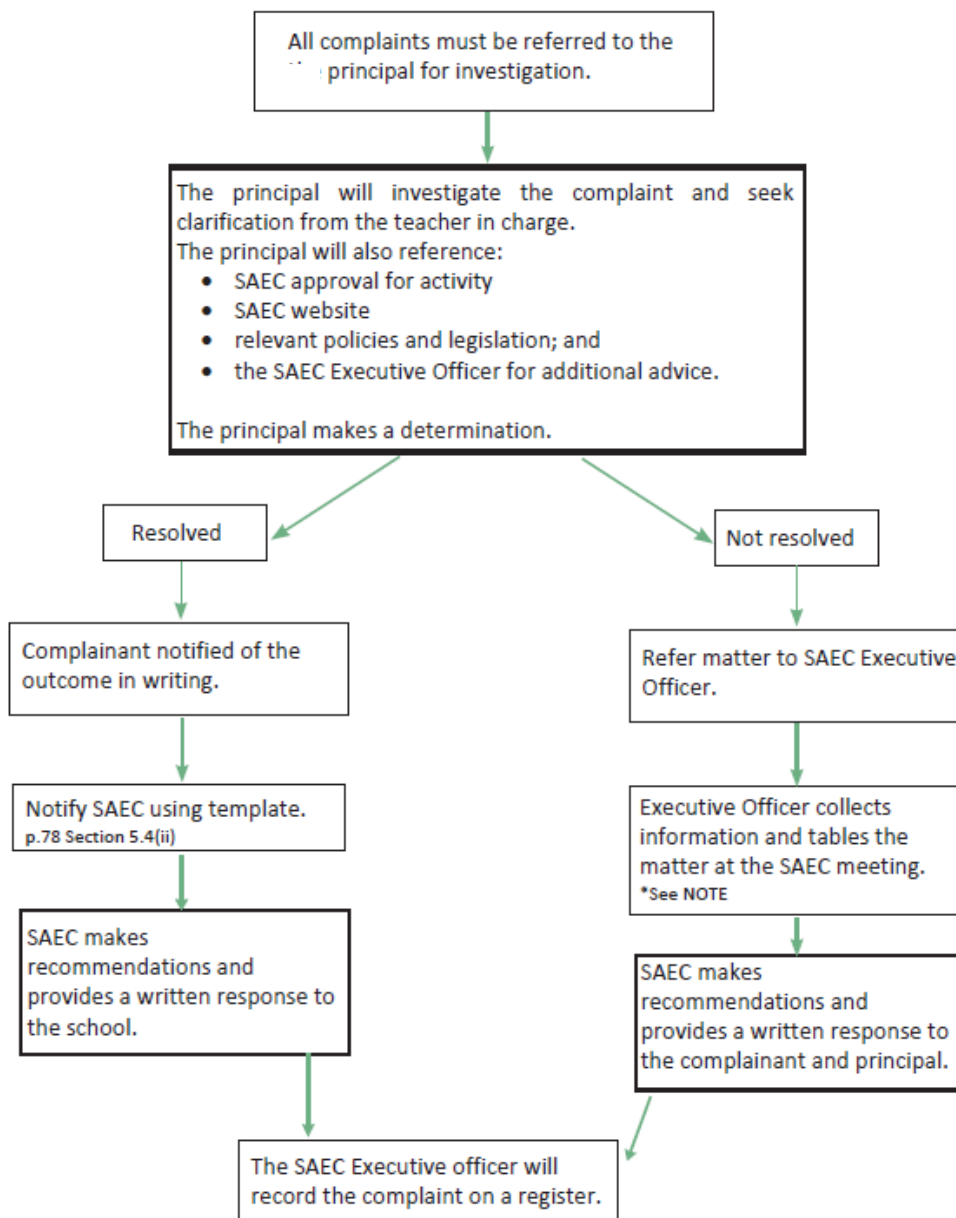 All complaints must be referred to the
principal for investigation.
The principal will investigate the complaint and seek
clarification from the teacher in charge.
The principal will also reference:
• SAEC approval for activity
• SAEC website
• relevant policies and legislation; and
• the SAEC Executive Officer for additional advice.
The principal makes a determination.
Resolved
Not resolved
Complainant notified of the
outcome in writing.
Refer matter to SAEC Executive
Officer.
Notify SAEC using template.
p.78 Section 5.4(ii)
Executive Officer collects
information and tables the
matter at the SAEC meeting.
*See NOTE
SAEC makes
recommendations and
provides a written response to
the school.
SAEC makes
recommendations and
provides a written response to
the complainant and principal.
The SAEC Executive officer will
record the complaint on a register.